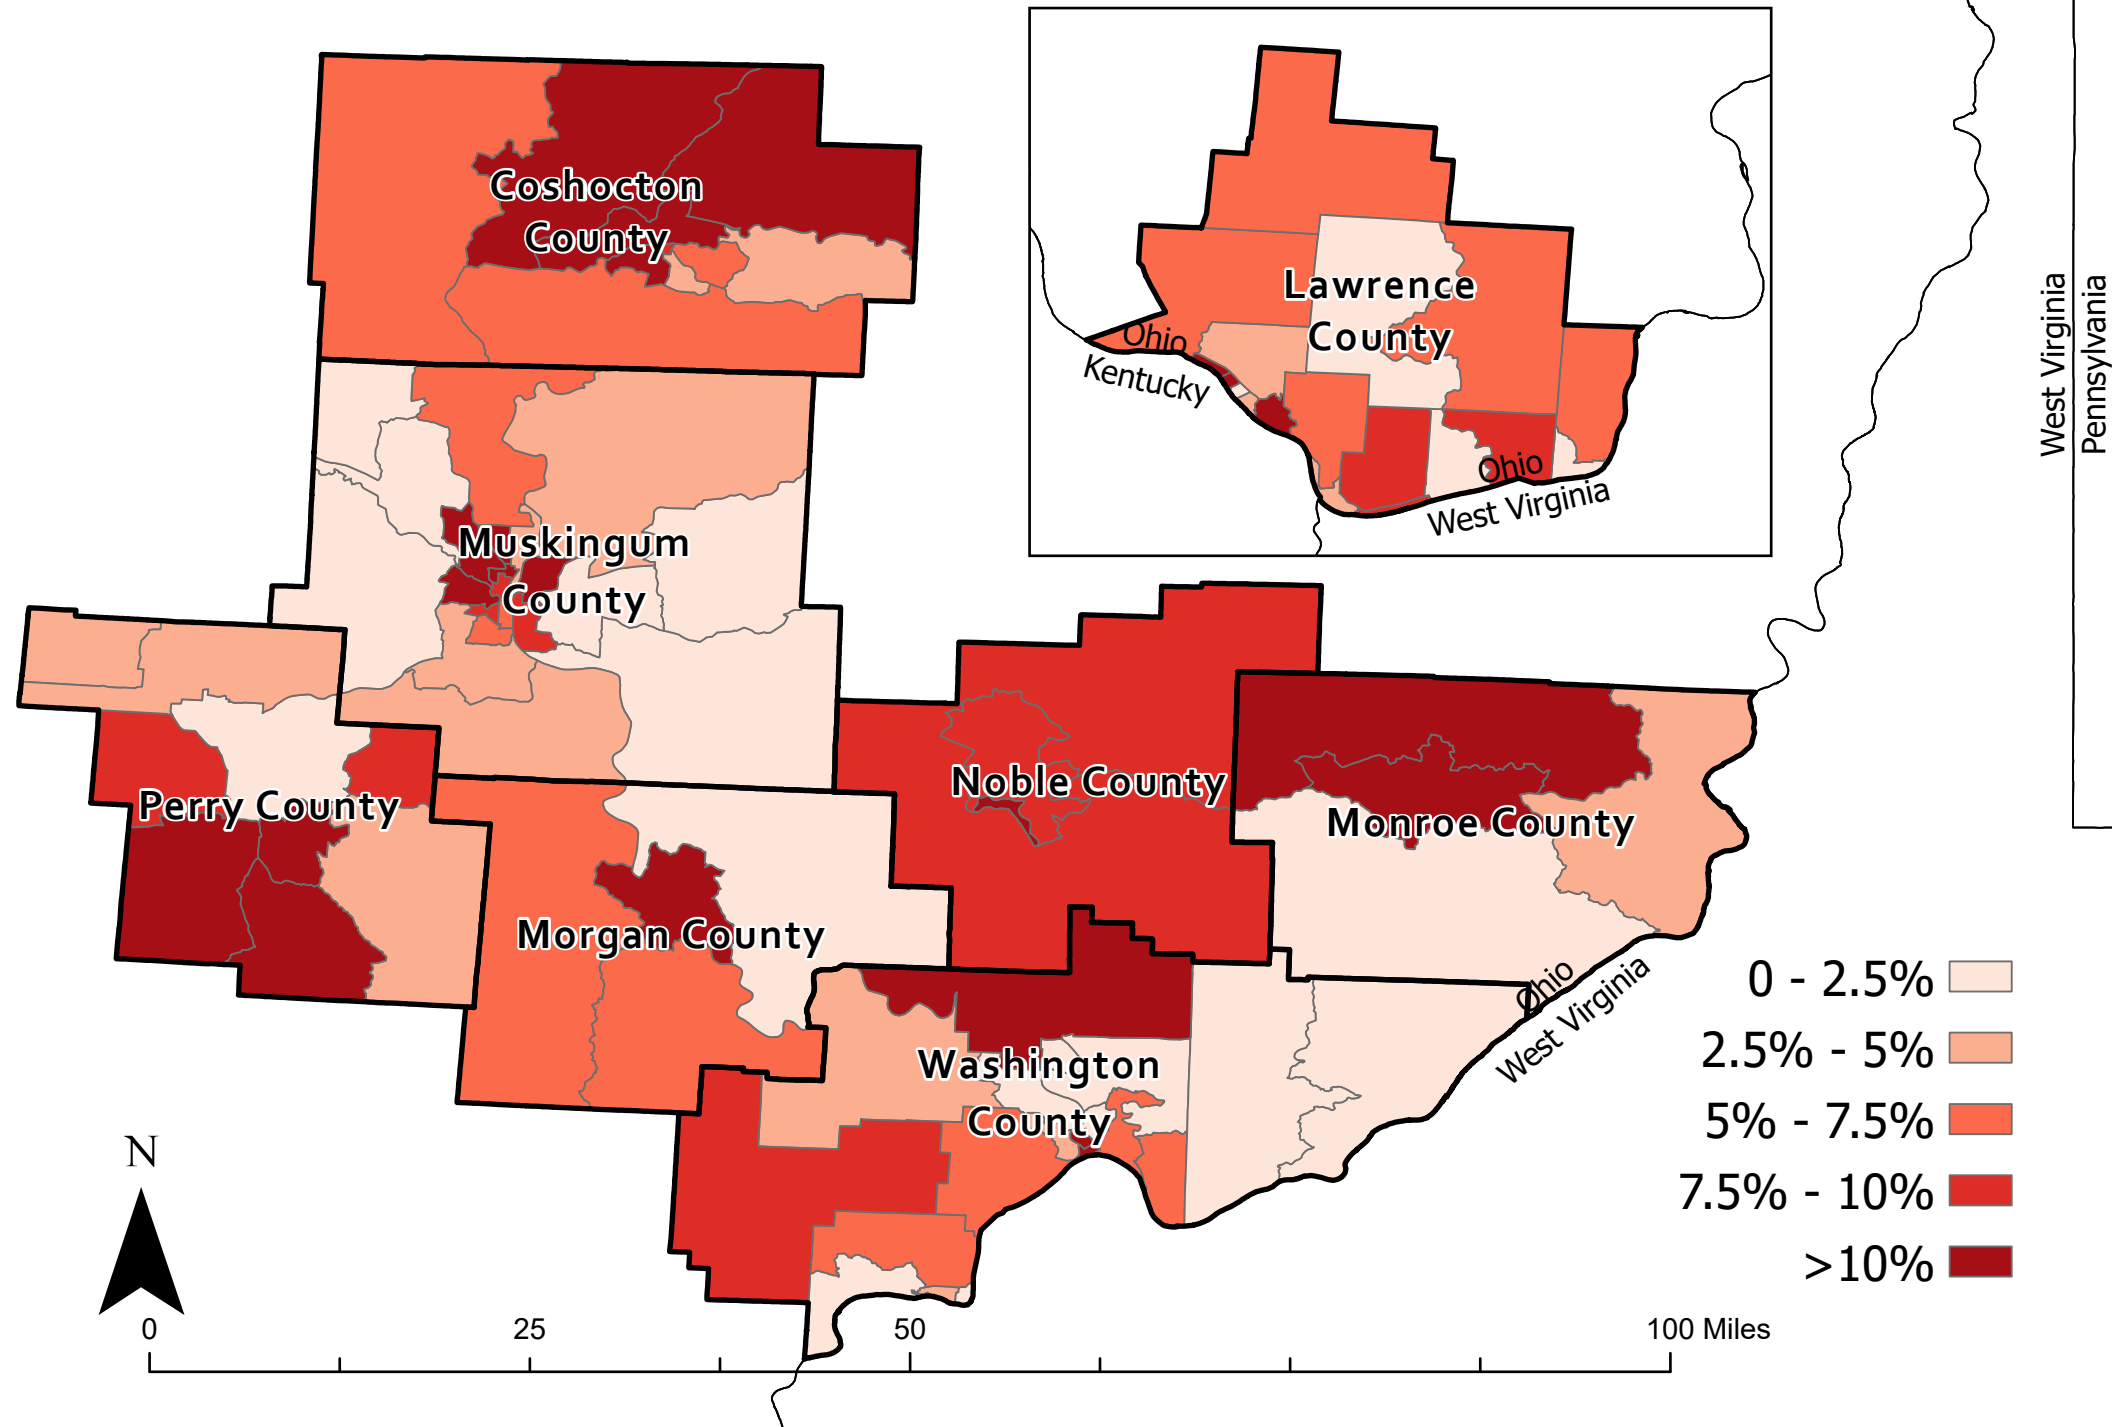 Coshocton
County
Lawrence
County
Ohio
Kentucky
Ohio
West Virginia
West Virginia
Pennsylvania
Muskingum
County
Perry County
Noble County
Monroe County
Morgan County
Washington
County
Ohio
West Virginia
0 - 2.5%
2.5% - 5%
5% - 7.5%
7.5% - 10%
>10%
N
0 25 50 100 Miles